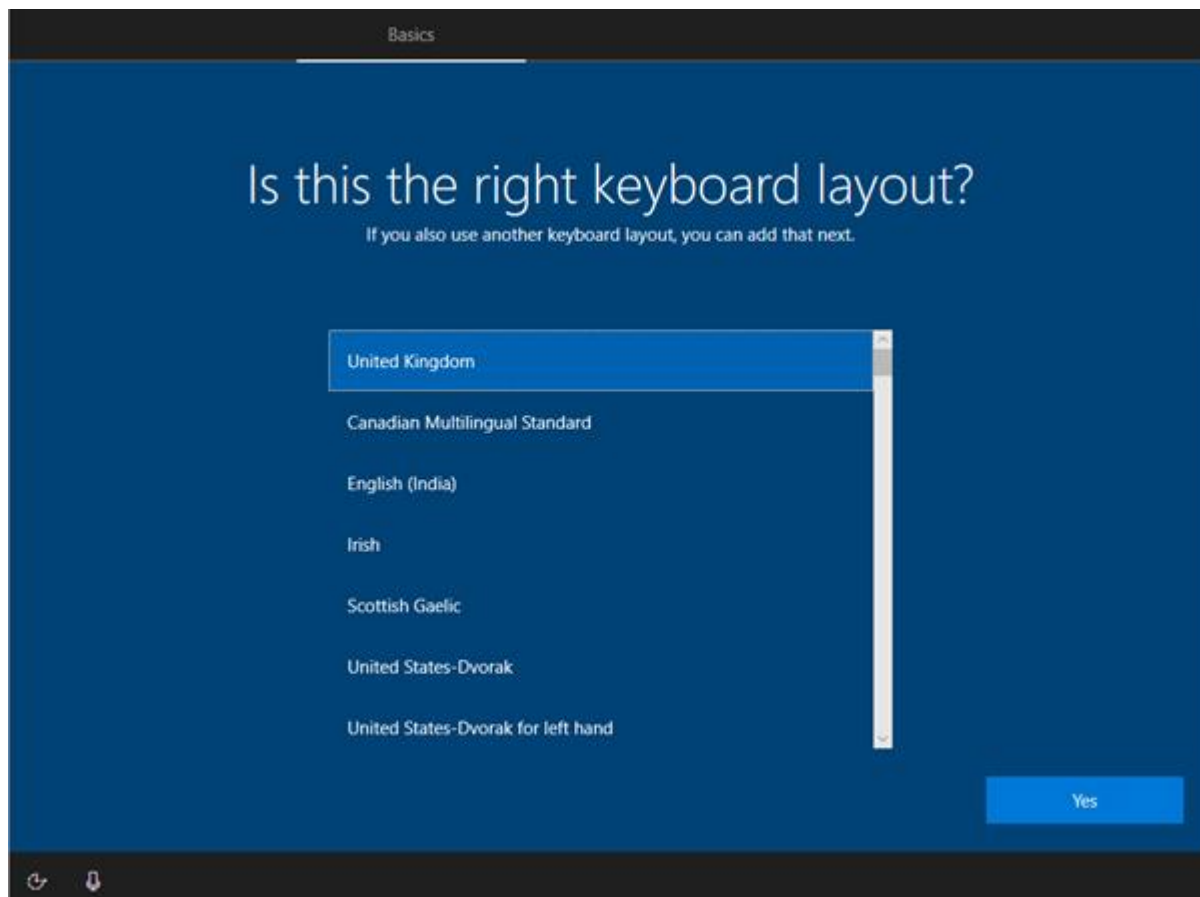 Basics
Is this the right keyboard layout?
If you also use another keyboard layout, you can add that next.
United Kingdom
Canadian Multilingual Standard
English (India)
Irish
Scottish Gaelic
United States-Dvorak
United States-Dvorak for left hand
Yes